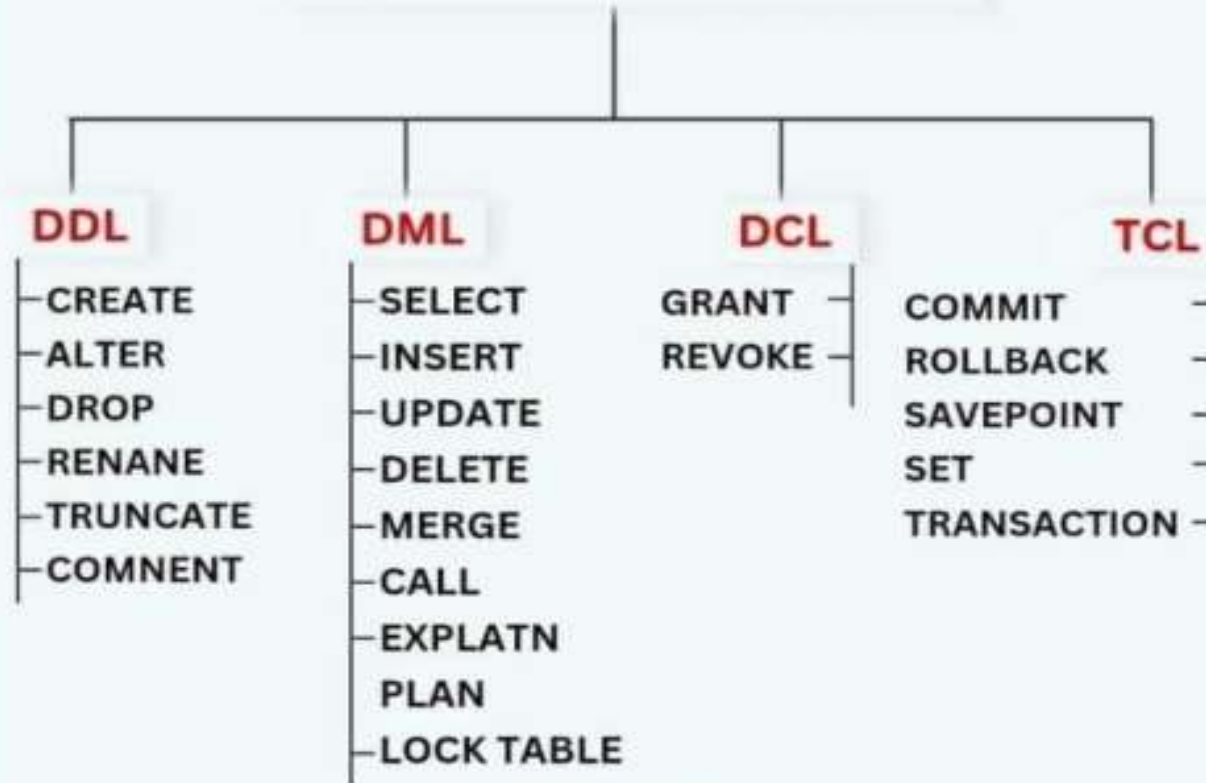 DDL
CREATE
ALTER
DROP
RENANE
TRUNCATE
COMNENT
DML
SELECT
INSERT
UPDATE
DELETE
MERGE
CALL
EXPLATN
PLAN
LOCK TABLE
DCL
GRANT
REVOKE
TCL
COMMIT
ROLLBACK
SAVEPOINT
SET
TRANSACTION